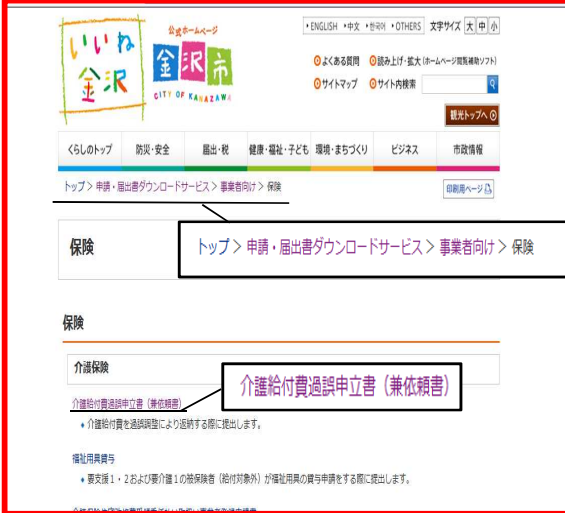 いいね金沢
公式ホームページ
金沢市
CITY OF KANAZAWA
ENGLISH 中文 한국어 OTHERS 文字サイズ 大 中 小
よくある質問 読み上げ・拡大(ホームページ閲覧補助ソフト)
サイトマップ サイト内検索
観光トップへ
くらしのトップ 防災・安全 届出・税 健康・福祉・子ども 環境・まちづくり ビジネス 市政情報
トップ > 申請・届出書ダウンロードサービス > 事業者向け > 保険
印刷用ページ
保険
トップ > 申請・届出書ダウンロードサービス > 事業者向け > 保険
保険
介護保険
介護給付費過誤申立書(兼依頼書)
介護給付費過誤申立書(兼依頼書)
介護給付費を過誤調整により返納する際に提出します。
福祉用具貸与
要支援1・2および要介護1の被保険者(給付対象外)が福祉用具の貸与申請をする際に提出します。